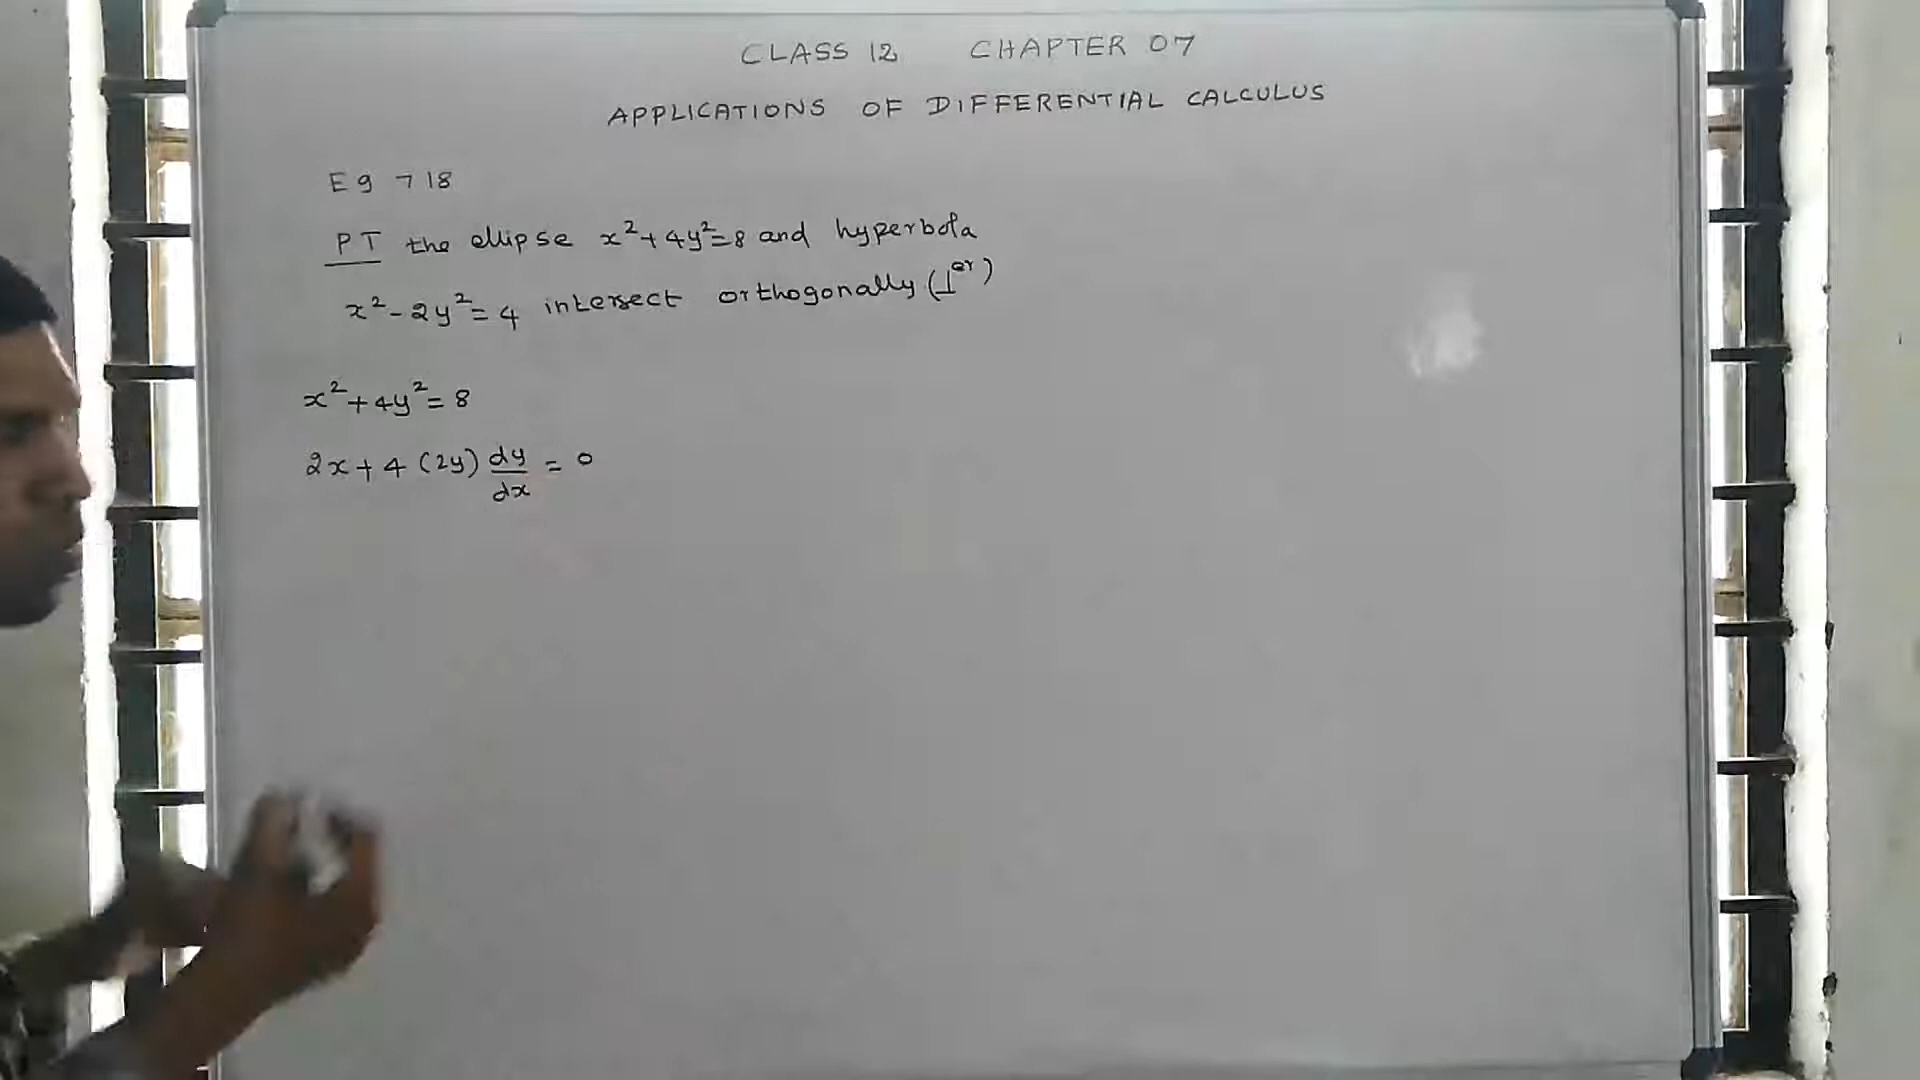 CLASS 12 CHAPTER 07
APPLICATIONS OF DIFFERENTIAL CALCULUS
Eg 7 18
PT the ellipse x²+4y²=8 and hyperbola
x²-2y²=4 intersect orthogonally (⊥er)
x²+4y²=8
2x+4(2y) dy/dx = 0